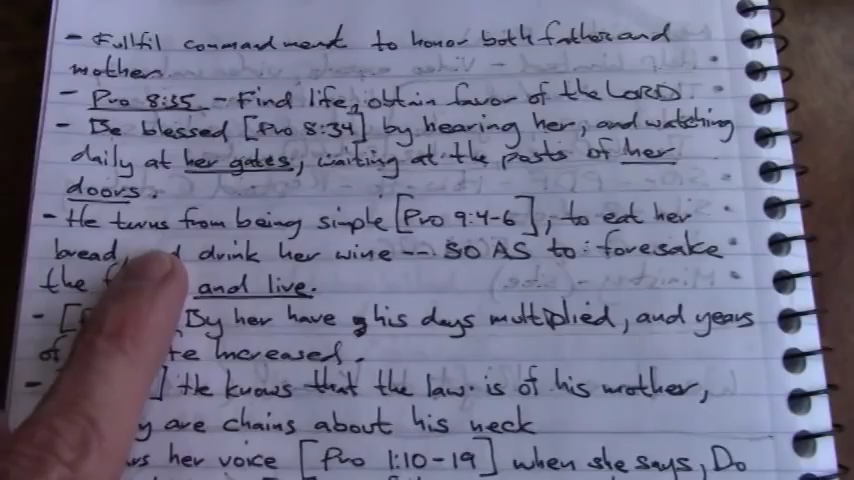 - Fullfil commandment to honor both father and
mother.
- Pro 8:35 - Find life, obtain favor of the LORD
- Be blessed [Pro 8:34] by hearing her, and watching
daily at her gates, waiting at the posts of her
doors.
- He turns from being simple [Pro 9:4-6], to eat her
bread, drink her wine -- SO AS to foresake
the and live.
- [ By her have his days multiplied, and years
of Increased.
- ] He knows that the law is of his mother,
are chains about his neck
her voice [Pro 1:10-19] when she says, Do